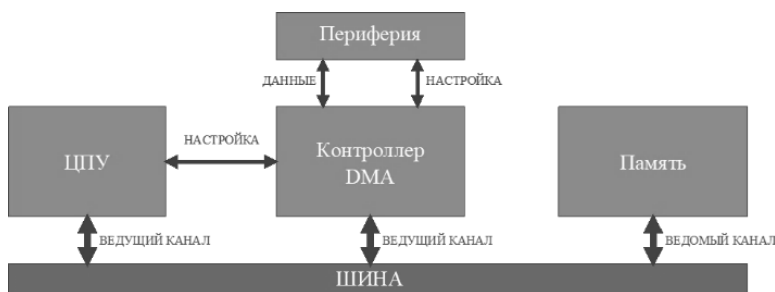 Периферия
ДАННЫЕ
НАСТРОЙКА
ЦПУ
НАСТРОЙКА
Контроллер
DMA
Память
ВЕДУЩИЙ КАНАЛ
ВЕДУЩИЙ КАНАЛ
ВЕДОМЫЙ КАНАЛ
ШИНА